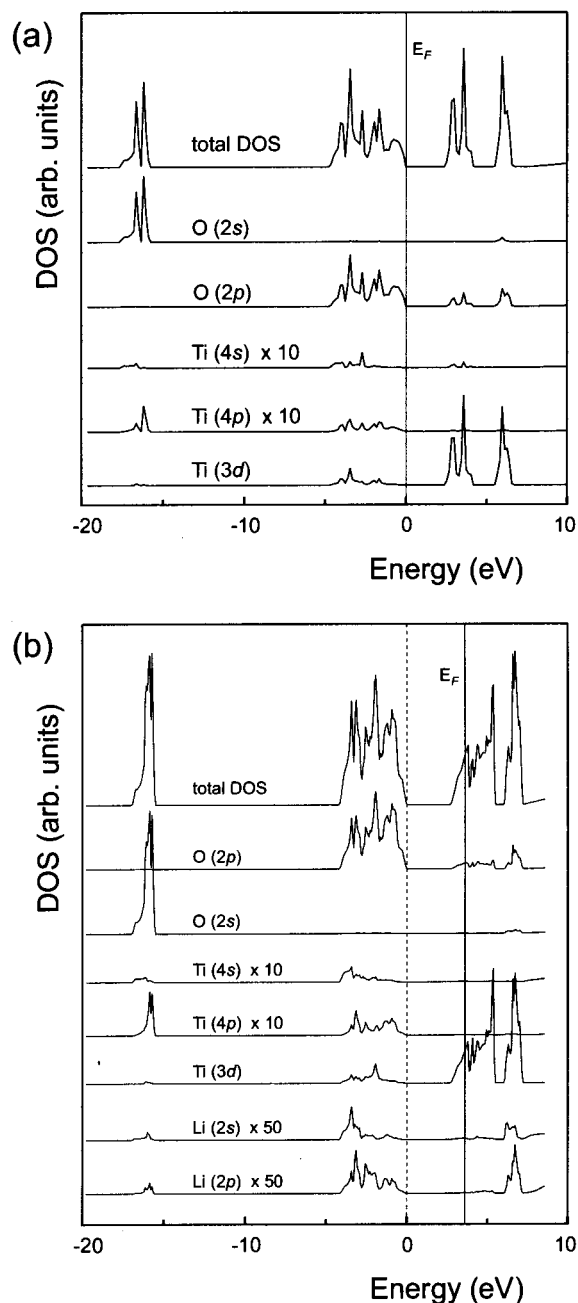 (a)
E_F
total DOS
O (2s)
O (2p)
Ti (4s) x 10
Ti (4p) x 10
Ti (3d)
DOS (arb. units)
-20 -10 0 10
Energy (eV)
(b)
E_F
total DOS
O (2p)
O (2s)
Ti (4s) x 10
Ti (4p) x 10
Ti (3d)
Li (2s) x 50
Li (2p) x 50
DOS (arb. units)
-20 -10 0 10
Energy (eV)